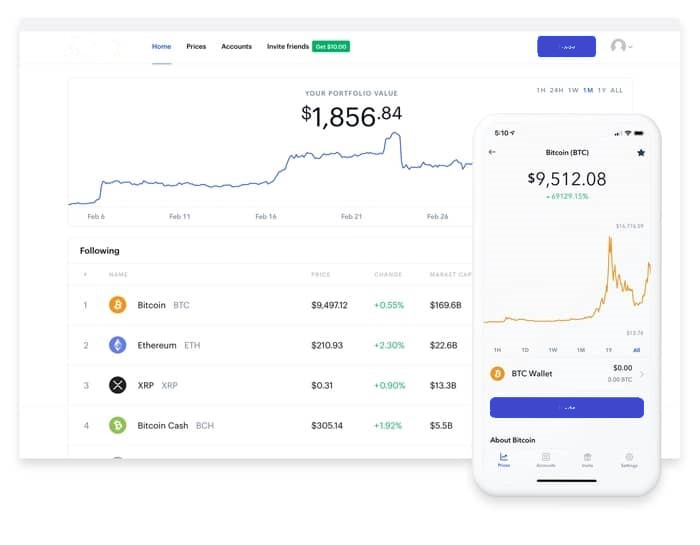 Home Prices Accounts Invite friends Get $10.00
YOUR PORTFOLIO VALUE
$1,856.84
1H 24H 1W 1M 1Y ALL
Feb 6 Feb 11 Feb 16 Feb 21 Feb 26
Following
# NAME PRICE CHANGE MARKET CAP
1 Bitcoin BTC $9,497.12 +0.55% $169.6B
2 Ethereum ETH $210.93 +2.30% $22.6B
3 XRP XRP $0.31 +0.90% $13.3B
4 Bitcoin Cash BCH $305.14 +1.92% $5.5B
5:10
Bitcoin (BTC)
$9,512.08
+69129.15%
1H 1D 1W 1M 1Y All
BTC Wallet $0.00
0.00 BTC
About Bitcoin
Prices Accounts Invite Settings